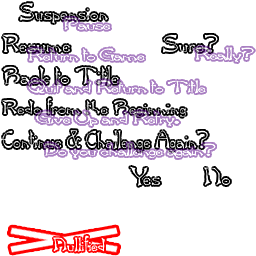 Suspension
Pause
Resume Sure?
Return to Game Really?
Back to Title
Quit and Return to Title
Redo from the Beginning
Give Up and Retry.
Continue & Challenge Again?
Do you challenge again?
Yes No
Nullified